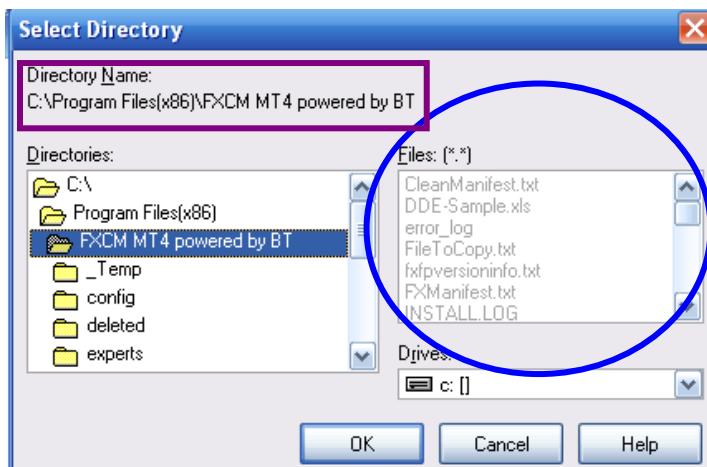 Select Directory
Directory Name:
C:\Program Files(x86)\FXCM MT4 powered by BT
Directories:
C:\
Program Files(x86)
FXCM MT4 powered by BT
_Temp
config
deleted
experts
Files: (*.*)
CleanManifest.txt
DDE-Sample.xls
error_log
FileToCopy.txt
fxfpversioninfo.txt
FXManifest.txt
INSTALL.LOG
Drives:
c: []
OK
Cancel
Help